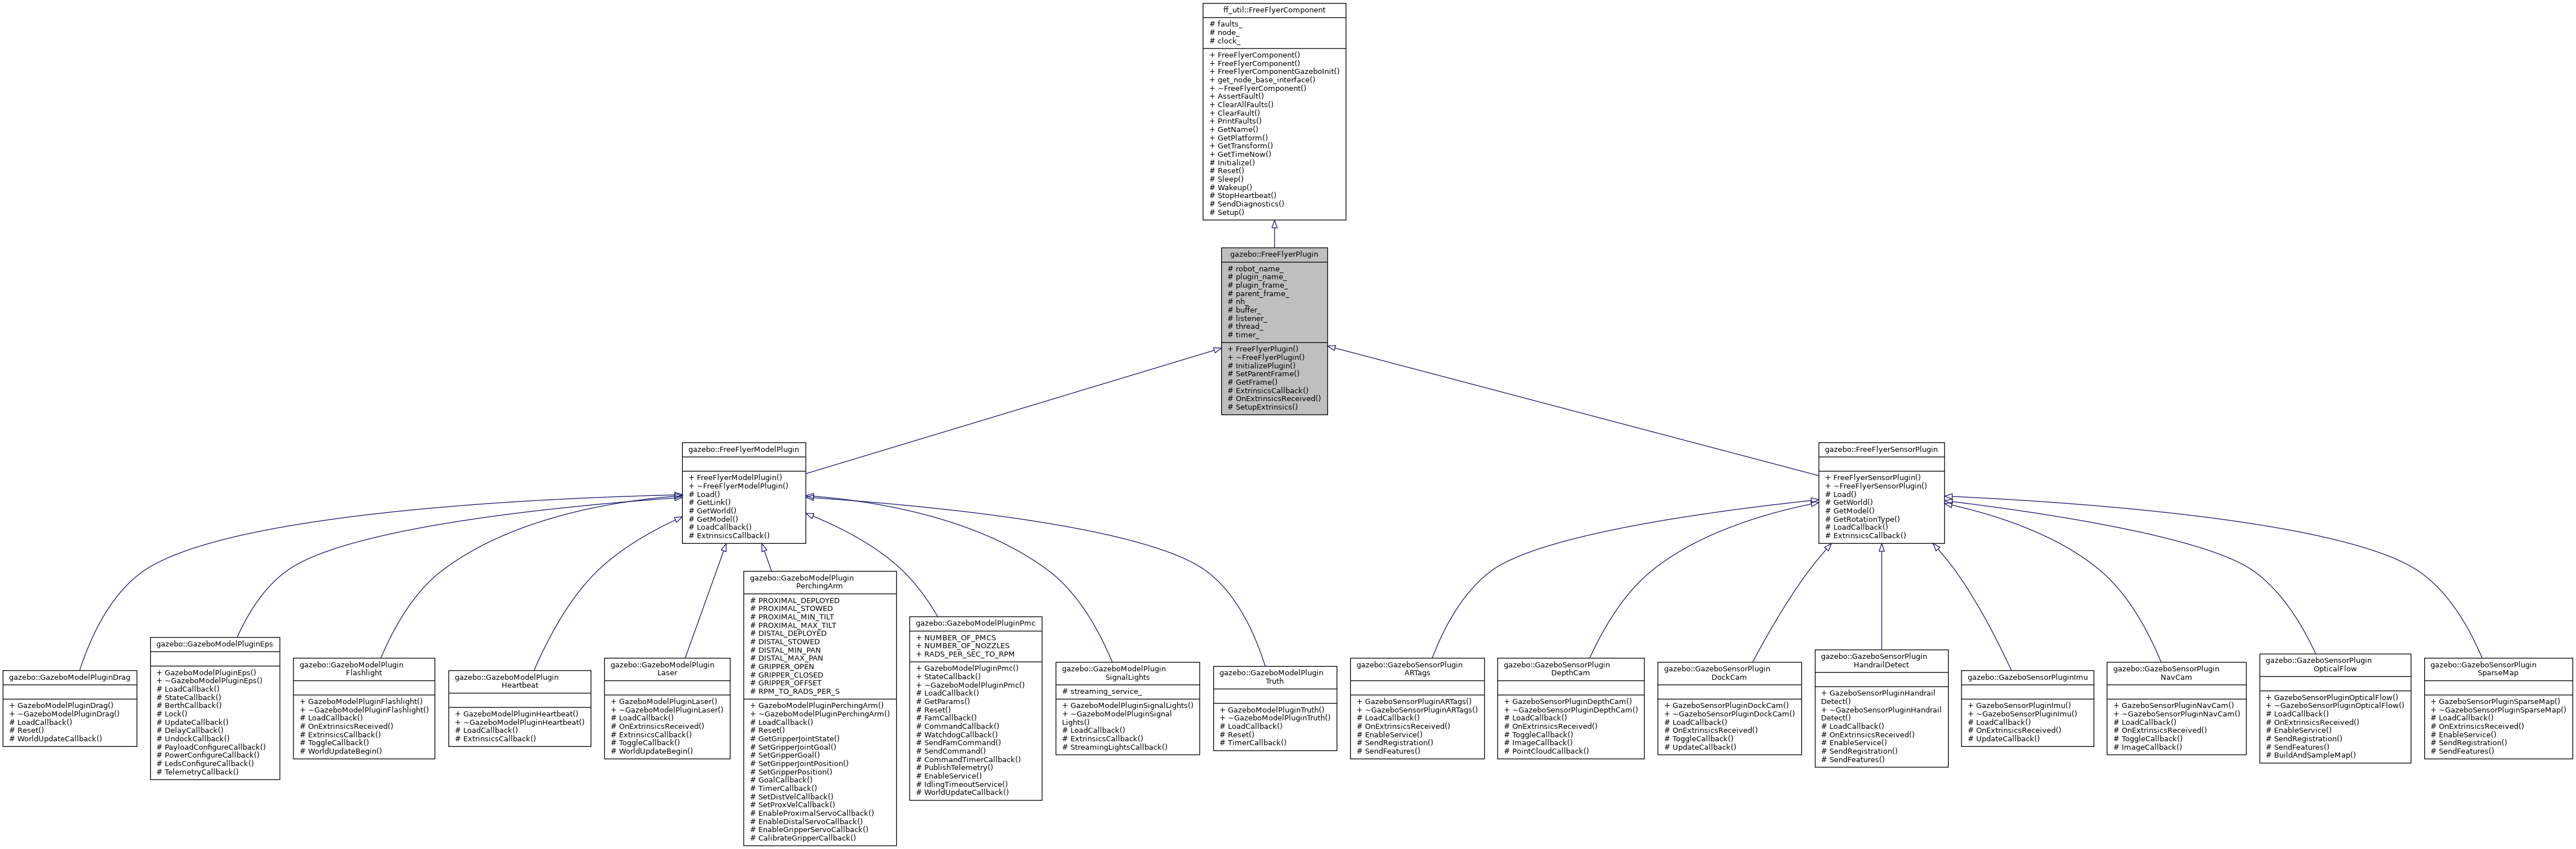 ff_util::FreeFlyerComponent
# faults_
# node_
# clock_
+ FreeFlyerComponent()
+ FreeFlyerComponent()
+ FreeFlyerComponentGazeboInit()
+ get_node_base_interface()
+ ~FreeFlyerComponent()
+ AssertFault()
+ ClearAllFaults()
+ ClearFault()
+ PrintFaults()
+ GetName()
+ GetPlatform()
+ GetTransform()
+ GetTimeNow()
# Initialize()
# Reset()
# Sleep()
# Wakeup()
# StopHeartbeat()
# SendDiagnostics()
# Setup()
gazebo::FreeFlyerPlugin
# robot_name_
# plugin_name_
# plugin_frame_
# parent_frame_
# nh_
# buffer_
# listener_
# thread_
# timer_
+ FreeFlyerPlugin()
+ ~FreeFlyerPlugin()
# InitializePlugin()
# SetParentFrame()
# GetFrame()
# ExtrinsicsCallback()
# OnExtrinsicsReceived()
# SetupExtrinsics()
gazebo::FreeFlyerModelPlugin
+ FreeFlyerModelPlugin()
+ ~FreeFlyerModelPlugin()
# Load()
# GetLink()
# GetWorld()
# GetModel()
# LoadCallback()
# ExtrinsicsCallback()
gazebo::FreeFlyerSensorPlugin
+ FreeFlyerSensorPlugin()
+ ~FreeFlyerSensorPlugin()
# Load()
# GetWorld()
# GetModel()
# GetRotationType()
# LoadCallback()
# ExtrinsicsCallback()
gazebo::GazeboModelPluginDrag
+ GazeboModelPluginDrag()
+ ~GazeboModelPluginDrag()
# LoadCallback()
# Reset()
# WorldUpdateCallback()
gazebo::GazeboModelPluginEps
+ GazeboModelPluginEps()
+ ~GazeboModelPluginEps()
# LoadCallback()
# StateCallback()
# BerthCallback()
# Lock()
# UpdateCallback()
# DelayCallback()
# UndockCallback()
# PayloadConfigureCallback()
# PowerConfigureCallback()
# LedsConfigureCallback()
# TelemetryCallback()
gazebo::GazeboModelPlugin
Flashlight
+ GazeboModelPluginFlashlight()
+ ~GazeboModelPluginFlashlight()
# LoadCallback()
# OnExtrinsicsReceived()
# ExtrinsicsCallback()
# ToggleCallback()
# WorldUpdateBegin()
gazebo::GazeboModelPlugin
Heartbeat
+ GazeboModelPluginHeartbeat()
+ ~GazeboModelPluginHeartbeat()
# LoadCallback()
# ExtrinsicsCallback()
gazebo::GazeboModelPlugin
Laser
+ GazeboModelPluginLaser()
+ ~GazeboModelPluginLaser()
# LoadCallback()
# OnExtrinsicsReceived()
# ExtrinsicsCallback()
# ToggleCallback()
# WorldUpdateBegin()
gazebo::GazeboModelPlugin
PerchingArm
# PROXIMAL_DEPLOYED
# PROXIMAL_STOWED
# PROXIMAL_MIN_TILT
# PROXIMAL_MAX_TILT
# DISTAL_DEPLOYED
# DISTAL_STOWED
# DISTAL_MIN_PAN
# DISTAL_MAX_PAN
# GRIPPER_OPEN
# GRIPPER_CLOSED
# GRIPPER_OFFSET
# RPM_TO_RADS_PER_S
+ GazeboModelPluginPerchingArm()
+ ~GazeboModelPluginPerchingArm()
# LoadCallback()
# Reset()
# GetGripperJointState()
# SetGripperJointGoal()
# SetGripperGoal()
# SetGripperJointPosition()
# SetGripperPosition()
# GoalCallback()
# TimerCallback()
# SetDistVelCallback()
# SetProxVelCallback()
# EnableProximalServoCallback()
# EnableDistalServoCallback()
# EnableGripperServoCallback()
# CalibrateGripperCallback()
gazebo::GazeboModelPluginPmc
+ NUMBER_OF_PMCS
+ NUMBER_OF_NOZZLES
+ RADS_PER_SEC_TO_RPM
+ GazeboModelPluginPmc()
+ StateCallback()
+ ~GazeboModelPluginPmc()
# LoadCallback()
# GetParams()
# Reset()
# FamCallback()
# CommandCallback()
# WatchdogCallback()
# SendFamCommand()
# SendCommand()
# CommandTimerCallback()
# PublishTelemetry()
# EnableService()
# IdlingTimeoutService()
# WorldUpdateCallback()
gazebo::GazeboModelPlugin
SignalLights
# streaming_service_
+ GazeboModelPluginSignalLights()
+ ~GazeboModelPluginSignal
Lights()
# LoadCallback()
# ExtrinsicsCallback()
# StreamingLightsCallback()
gazebo::GazeboModelPlugin
Truth
+ GazeboModelPluginTruth()
+ ~GazeboModelPluginTruth()
# LoadCallback()
# Reset()
# TimerCallback()
gazebo::GazeboSensorPlugin
ARTags
+ GazeboSensorPluginARTags()
+ ~GazeboSensorPluginARTags()
# LoadCallback()
# OnExtrinsicsReceived()
# EnableService()
# SendRegistration()
# SendFeatures()
gazebo::GazeboSensorPlugin
DepthCam
+ GazeboSensorPluginDepthCam()
+ ~GazeboSensorPluginDepthCam()
# LoadCallback()
# OnExtrinsicsReceived()
# ToggleCallback()
# ImageCallback()
# PointCloudCallback()
gazebo::GazeboSensorPlugin
DockCam
+ GazeboSensorPluginDockCam()
+ ~GazeboSensorPluginDockCam()
# LoadCallback()
# OnExtrinsicsReceived()
# ToggleCallback()
# UpdateCallback()
gazebo::GazeboSensorPlugin
HandrailDetect
+ GazeboSensorPluginHandrail
Detect()
+ ~GazeboSensorPluginHandrail
Detect()
# LoadCallback()
# OnExtrinsicsReceived()
# EnableService()
# SendRegistration()
# SendFeatures()
gazebo::GazeboSensorPluginImu
+ GazeboSensorPluginImu()
+ ~GazeboSensorPluginImu()
# LoadCallback()
# OnExtrinsicsReceived()
# UpdateCallback()
gazebo::GazeboSensorPlugin
NavCam
+ GazeboSensorPluginNavCam()
+ ~GazeboSensorPluginNavCam()
# LoadCallback()
# OnExtrinsicsReceived()
# ToggleCallback()
# ImageCallback()
gazebo::GazeboSensorPlugin
OpticalFlow
+ GazeboSensorPluginOpticalFlow()
+ ~GazeboSensorPluginOpticalFlow()
# LoadCallback()
# OnExtrinsicsReceived()
# EnableService()
# SendRegistration()
# SendFeatures()
# BuildAndSampleMap()
gazebo::GazeboSensorPlugin
SparseMap
+ GazeboSensorPluginSparseMap()
+ ~GazeboSensorPluginSparseMap()
# LoadCallback()
# OnExtrinsicsReceived()
# EnableService()
# SendRegistration()
# SendFeatures()